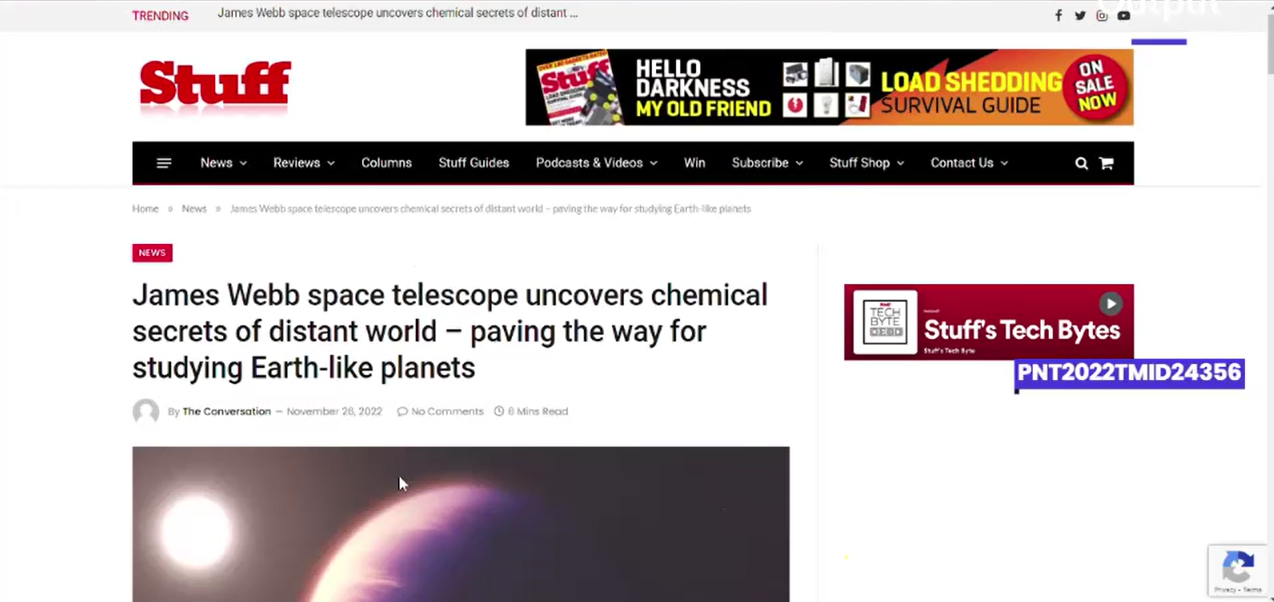 Output
TRENDING
James Webb space telescope uncovers chemical secrets of distant ...
Stuff
Stuff
HELLO
DARKNESS
MY OLD FRIEND
LOAD SHEDDING
SURVIVAL GUIDE
ON
SALE
NOW
News
Reviews
Columns
Stuff Guides
Podcasts & Videos
Win
Subscribe
Stuff Shop
Contact Us
Home » News » James Webb space telescope uncovers chemical secrets of distant world – paving the way for studying Earth-like planets
NEWS
James Webb space telescope uncovers chemical
secrets of distant world – paving the way for
studying Earth-like planets
By The Conversation — November 26, 2022
No Comments
6 Mins Read
TECH
BYTE
Stuff's Tech Bytes
Stuff's Tech Byte
PNT2022TMID24356
Privacy - Terms